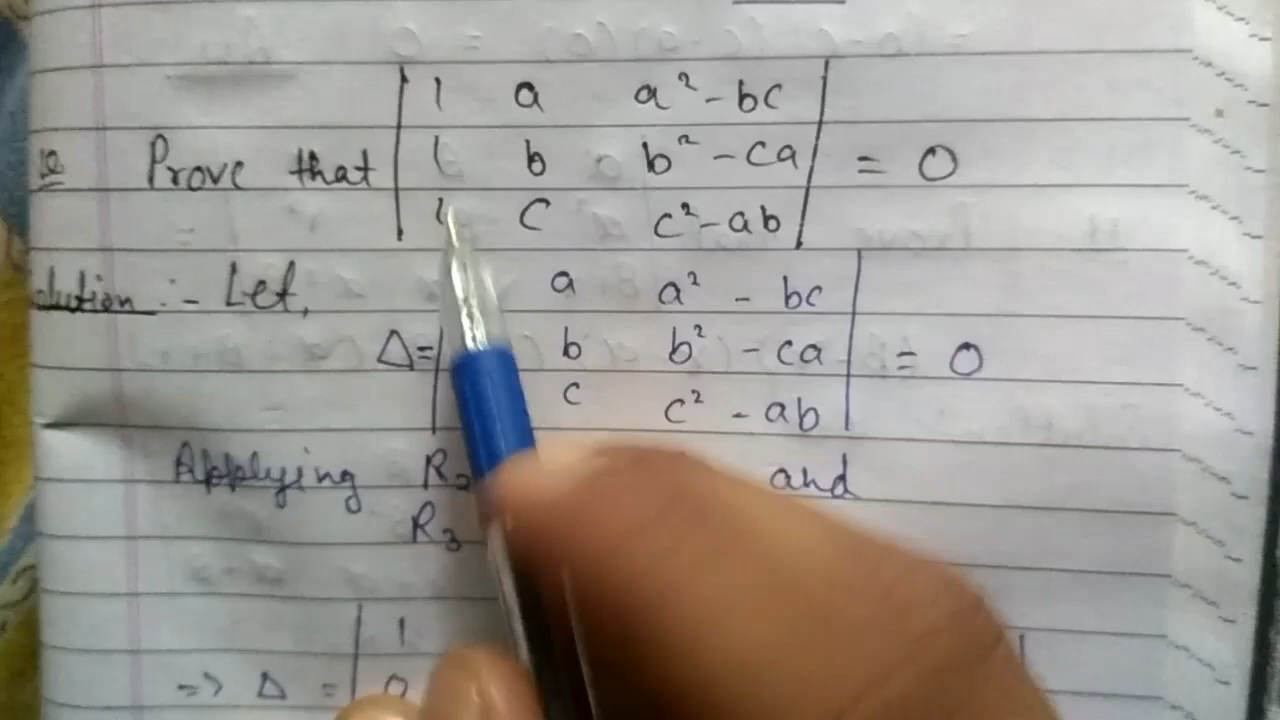 Prove that | 1 a a² - bc |
| 1 b b² - ca | = 0
| 1 c c² - ab |
:- Let,
a a² - bc |
Δ = | b b² - ca | = 0
c c² - ab |
Applying R₂ and
R₃
| 1
=> Δ = | 0